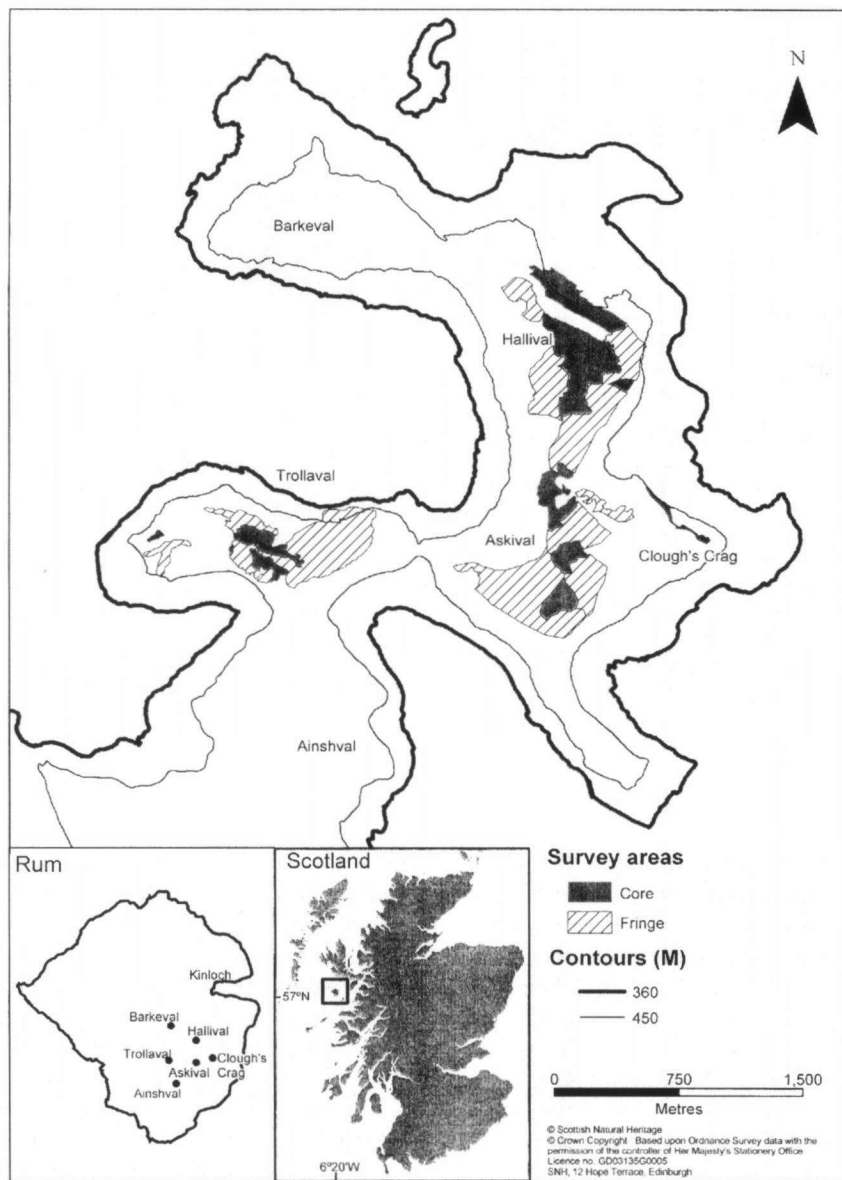 N
Barkeval
Hallival
Trollaval
Askival
Clough's Crag
Ainshval
Rum
Kinloch
Barkeval
Hallival
Trollaval
Clough's
Askival
Crag
Ainshval
Scotland
57°N
6°20'W
Survey areas
Core
Fringe
Contours (M)
360
450
0 750 1,500
Metres
© Scottish Natural Heritage
© Crown Copyright Based upon Ordnance Survey data with the
permission of the controller of Her Majesty's Stationery Office
Licence no. GD03135G0005
SNH, 12 Hope Terrace, Edinburgh